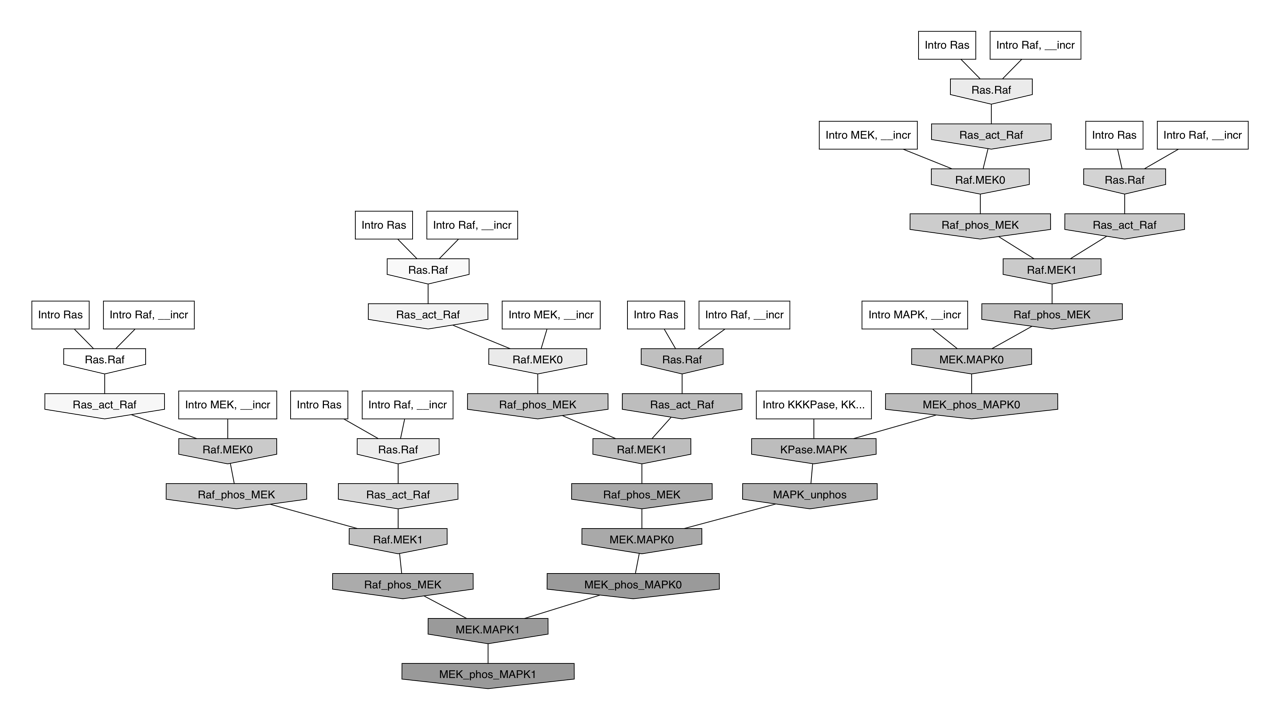 Intro Ras
Intro Raf, __incr
Ras.Raf
Intro MEK, __incr
Ras_act_Raf
Intro Ras
Intro Raf, __incr
Raf.MEK0
Ras.Raf
Intro Ras
Intro Raf, __incr
Raf_phos_MEK
Ras_act_Raf
Ras.Raf
Raf.MEK1
Intro Ras
Intro Raf, __incr
Ras_act_Raf
Intro MEK, __incr
Intro Ras
Intro Raf, __incr
Intro MAPK, __incr
Raf_phos_MEK
Ras.Raf
Raf.MEK0
Ras.Raf
MEK.MAPK0
Ras_act_Raf
Intro MEK, __incr
Intro Ras
Intro Raf, __incr
Raf_phos_MEK
Ras_act_Raf
Intro KKKPase, KK...
MEK_phos_MAPK0
Raf.MEK0
Ras.Raf
Raf.MEK1
KPase.MAPK
Raf_phos_MEK
Ras_act_Raf
Raf_phos_MEK
MAPK_unphos
Raf.MEK1
MEK.MAPK0
Raf_phos_MEK
MEK_phos_MAPK0
MEK.MAPK1
MEK_phos_MAPK1